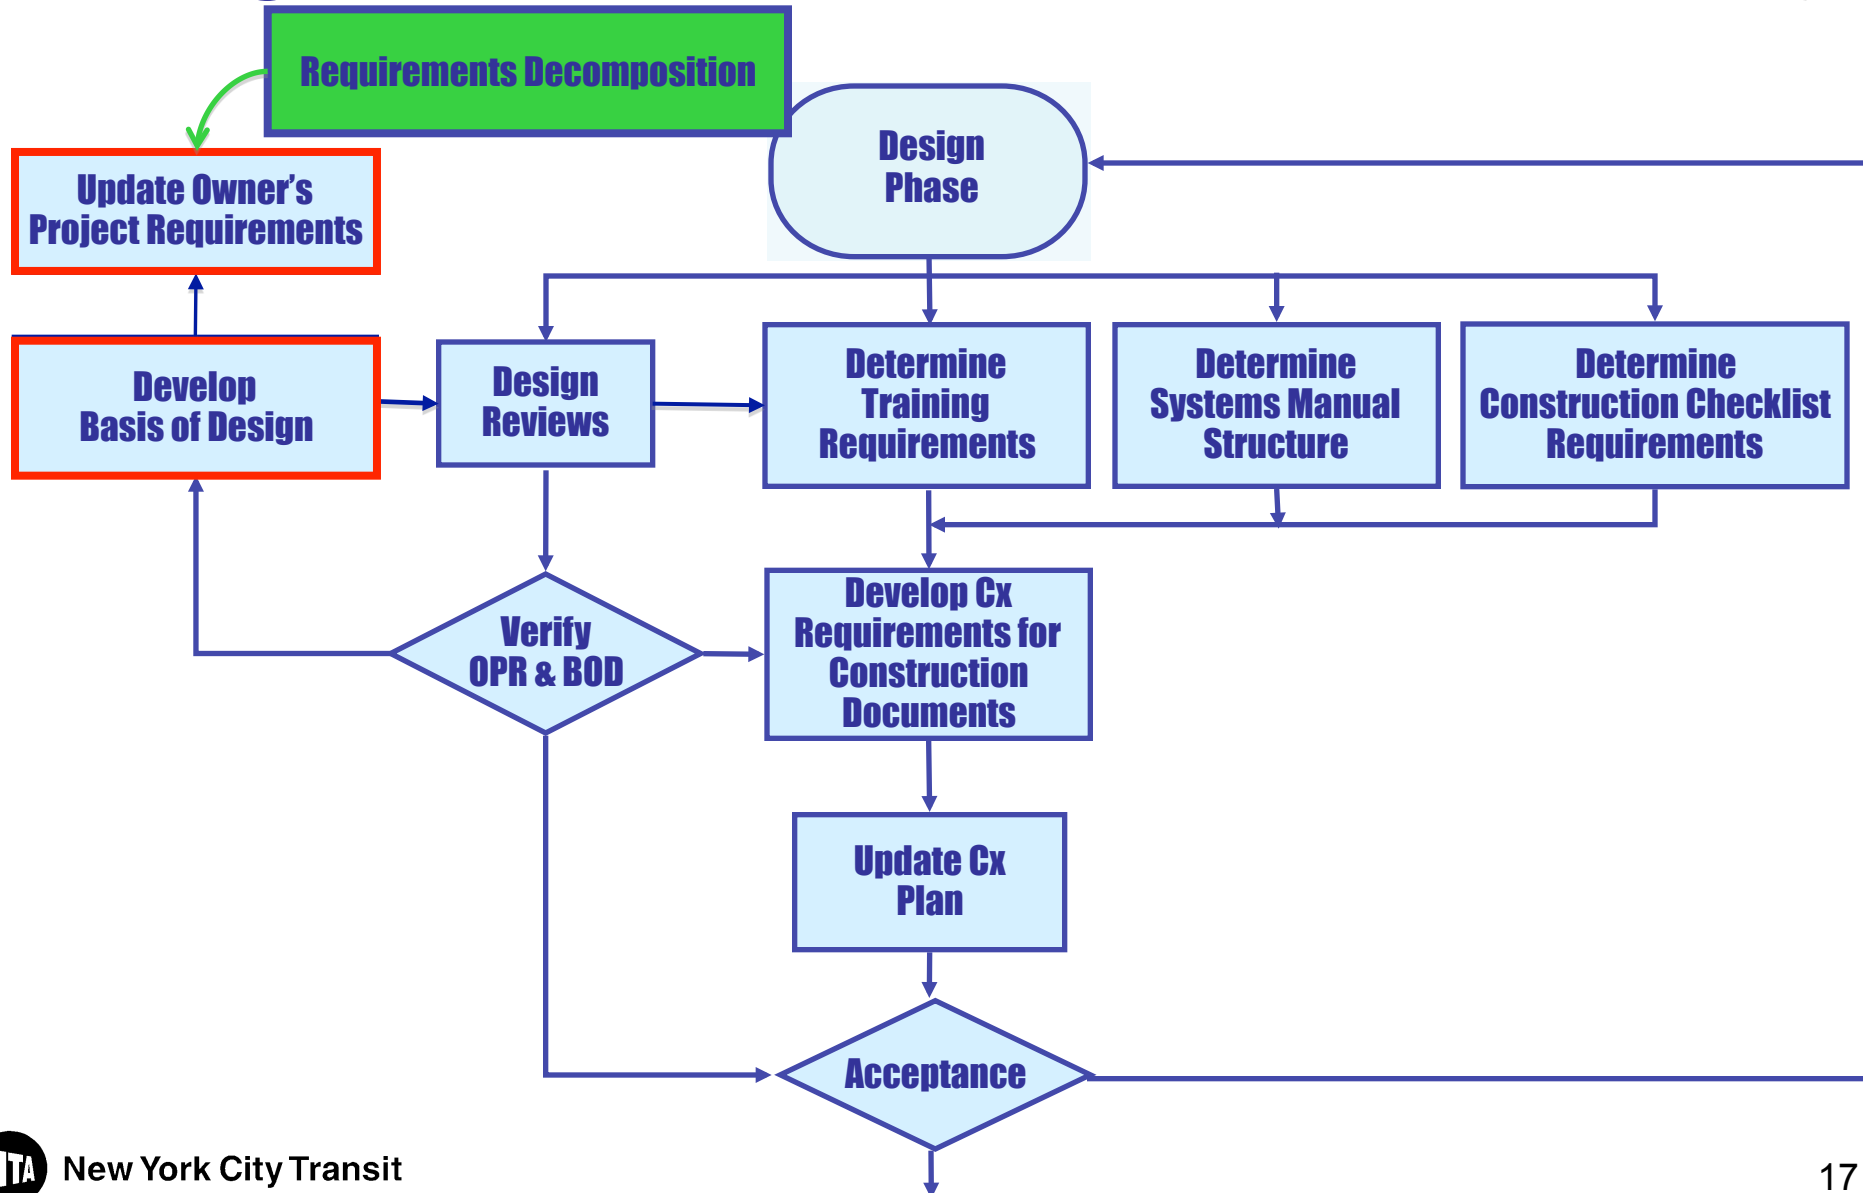 Requirements Decomposition
Design
Phase
Update Owner's
Project Requirements
Develop
Basis of Design
Design
Reviews
Determine
Training
Requirements
Determine
Systems Manual
Structure
Determine
Construction Checklist
Requirements
Verify
OPR & BOD
Develop Cx
Requirements for
Construction
Documents
Update Cx
Plan
Acceptance
New York City Transit
17